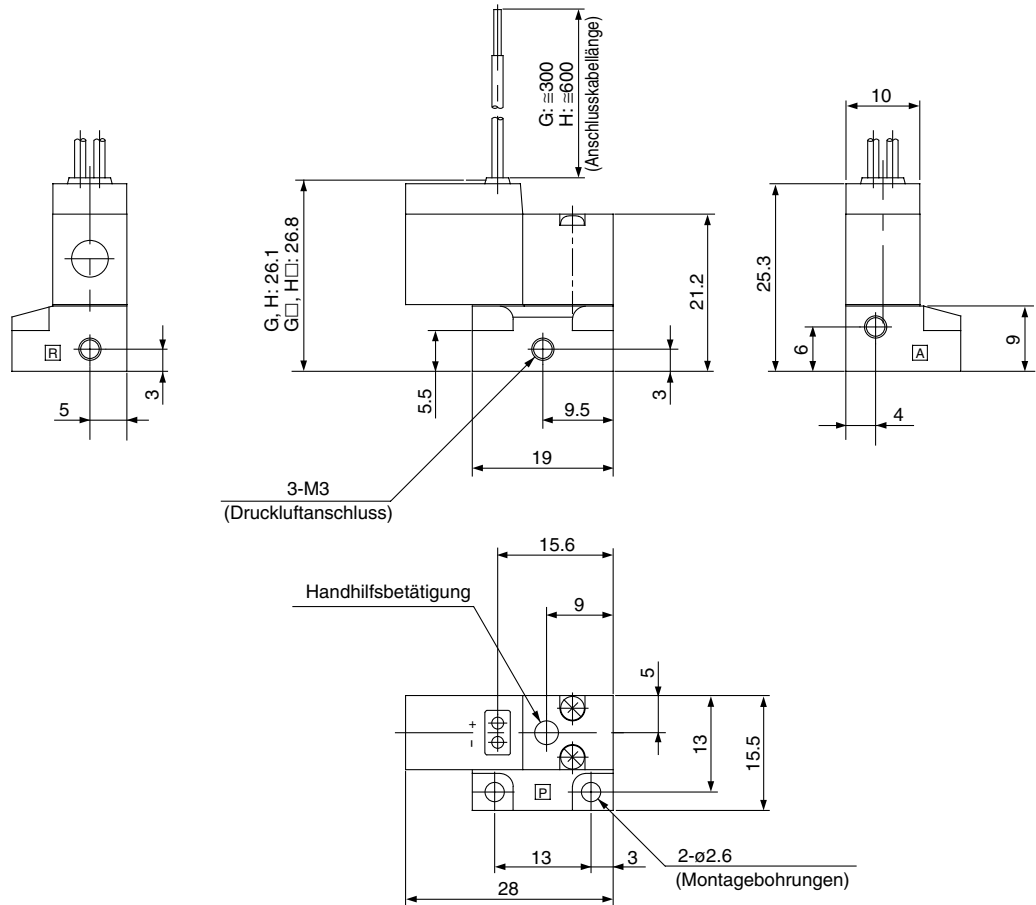 G: ≅300
H: ≅600
(Anschlusskabellänge)
10
G, H: 26.1
G□, H□: 26.8
21.2
25.3
R
5
3
5.5
9.5
3
19
6
A
9
4
3-M3
(Druckluftanschluss)
15.6
Handhilfsbetätigung
9
5
+
-
13
15.5
P
13
3
2-ø2.6
(Montagebohrungen)
28